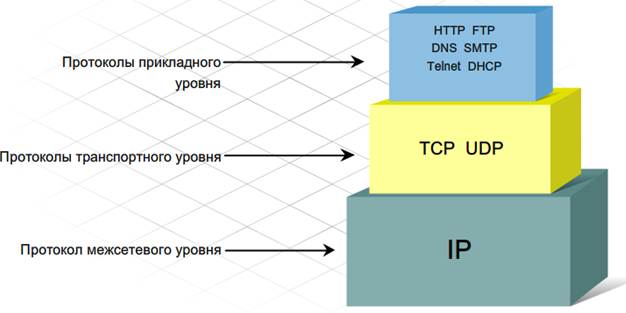 HTTP FTP
DNS SMTP
Telnet DHCP
Протоколы прикладного
уровня
TCP UDP
Протоколы транспортного уровня
IP
Протокол межсетевого уровня